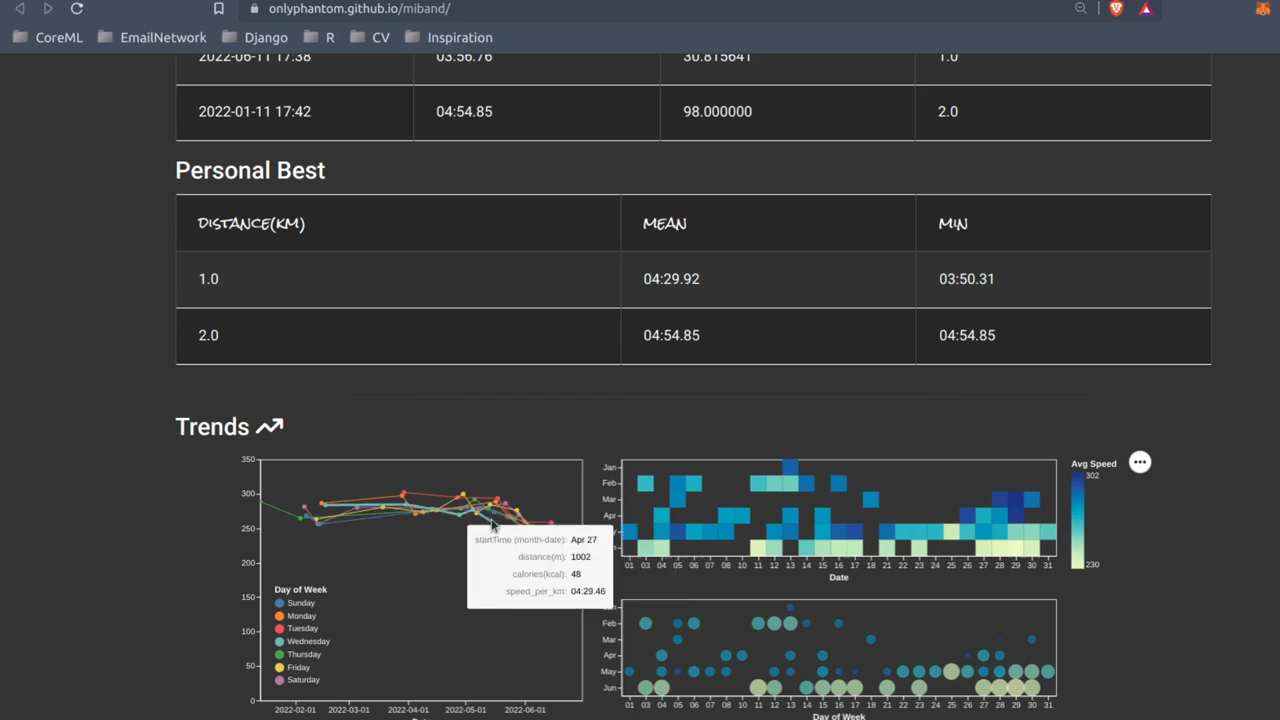 onlyphantom.github.io/miband/
CoreML EmailNetwork Django R CV Inspiration
2022-06-11 17:38 03:56.76 30.815641 1.0
2022-01-11 17:42 04:54.85 98.000000 2.0
Personal Best
DISTANCE(KM) MEAN MIN
1.0 04:29.92 03:50.31
2.0 04:54.85 04:54.85
Trends
350
300
250
200
150
100
50
0
2022-02-01 2022-03-01 2022-04-01 2022-05-01 2022-06-01
Day of Week
Sunday
Monday
Tuesday
Wednesday
Thursday
Friday
Saturday
startTime (month-date): Apr 27
distance(m): 1002
calories(kcal): 48
speed_per_km: 04:29.46
Jan
Feb
Mar
Apr
01 03 04 05 06 07 08 09 10 11 12 13 14 15 16 17 18 21 22 23 24 25 26 27 28 29 30 31
Date
Avg Speed
302
230
Feb
Mar
Apr
May
Jun
01 03 04 05 06 07 08 09 10 11 12 13 14 15 16 17 18 21 22 23 24 25 26 27 28 29 30 31
Day of Week